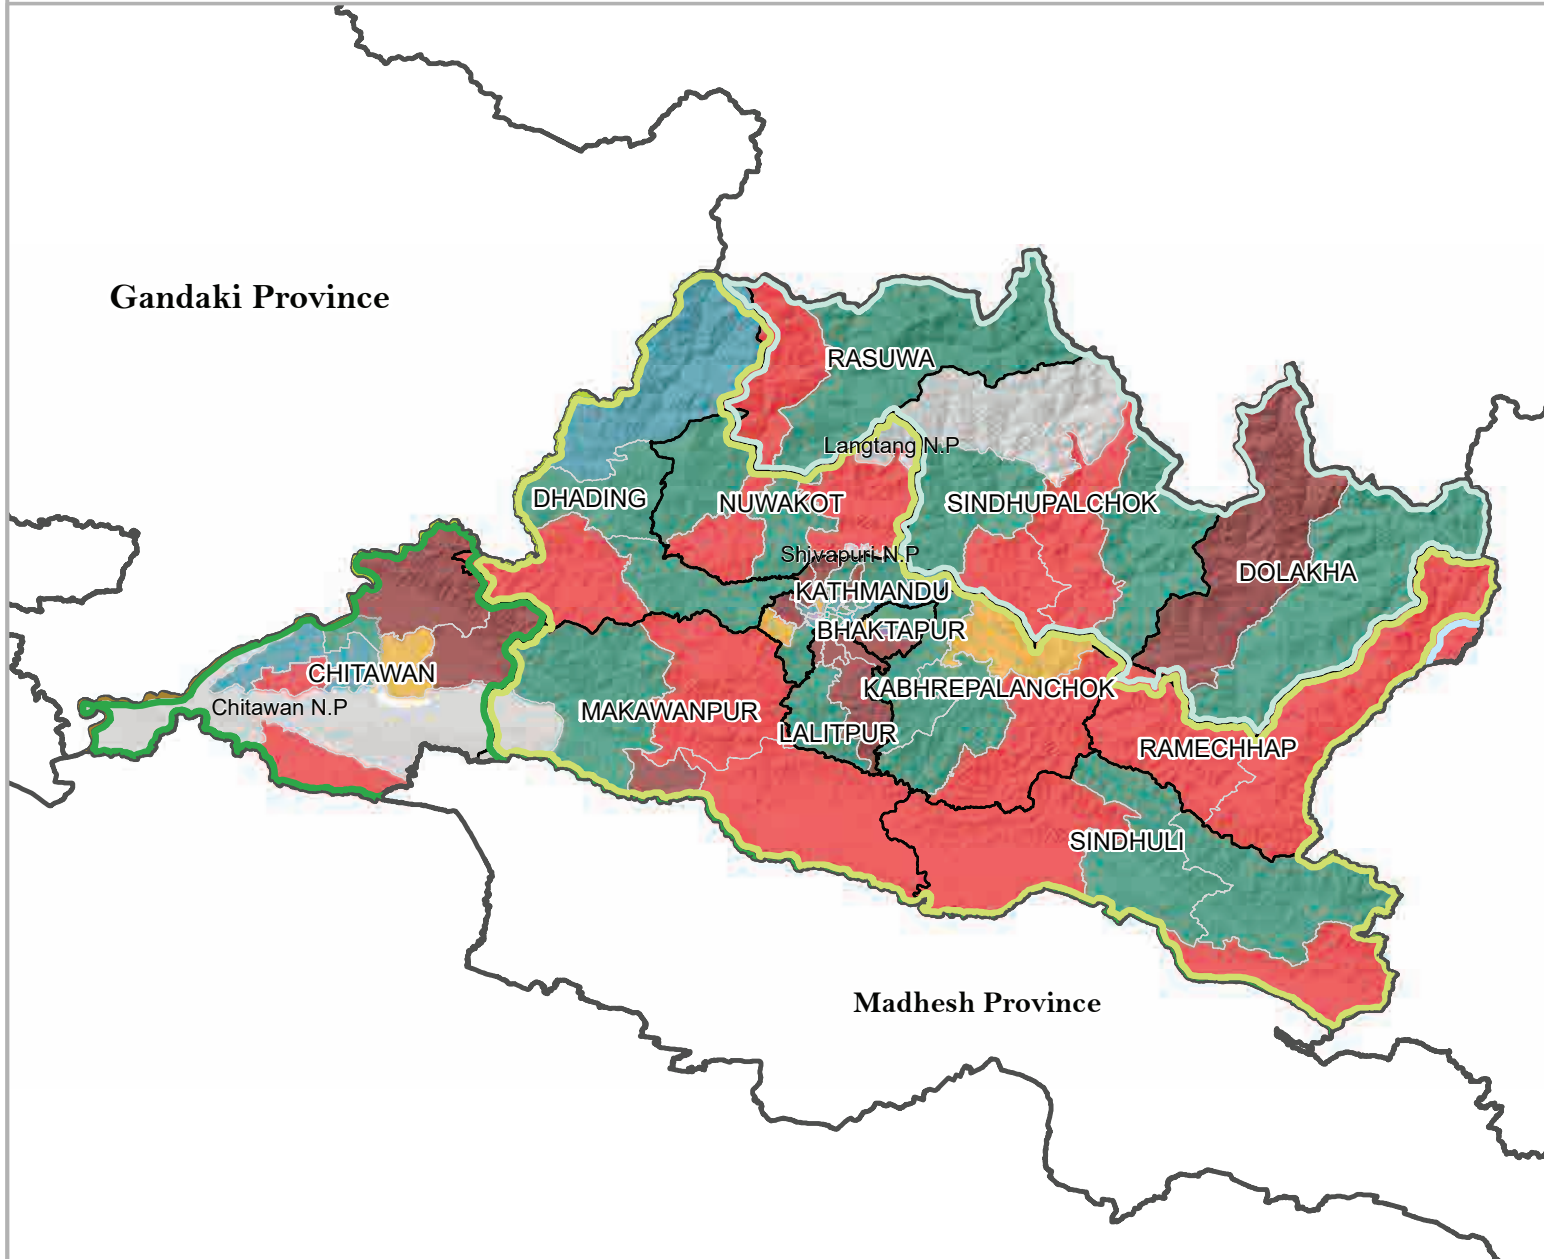 Gandaki Province
RASUWA
Langtang N.P
DHADING
NUWAKOT
SINDHUPALCHOK
Shivapuri N.P
DOLAKHA
KATHMANDU
BHAKTAPUR
CHITAWAN
KABHREPALANCHOK
Chitawan N.P
MAKAWANPUR
LALITPUR
RAMECHHAP
SINDHULI
Madhesh Province